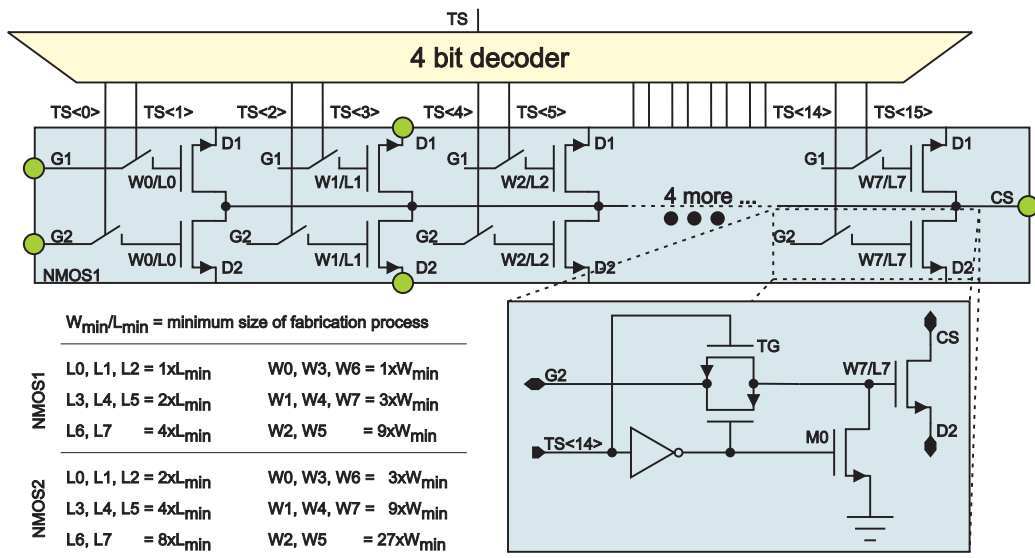 TS
4 bit decoder
TS<0> TS<1> TS<2> TS<3> TS<4> TS<5> TS<14> TS<15>
D1 D1 D1 D1
G1 G1 G1 G1
W0/L0 W1/L1 W2/L2 W7/L7
4 more ... CS
G2 G2 G2 G2
W0/L0 W1/L1 W2/L2 W7/L7
NMOS1 D2 D2 D2 D2
Wmin/Lmin = minimum size of fabrication process
NMOS1
L0, L1, L2 = 1xLmin W0, W3, W6 = 1xWmin
L3, L4, L5 = 2xLmin W1, W4, W7 = 3xWmin
L6, L7 = 4xLmin W2, W5 = 9xWmin
NMOS2
L0, L1, L2 = 2xLmin W0, W3, W6 = 3xWmin
L3, L4, L5 = 4xLmin W1, W4, W7 = 9xWmin
L6, L7 = 8xLmin W2, W5 = 27xWmin
TG CS
G2 W7/L7
D2
TS<14> M0